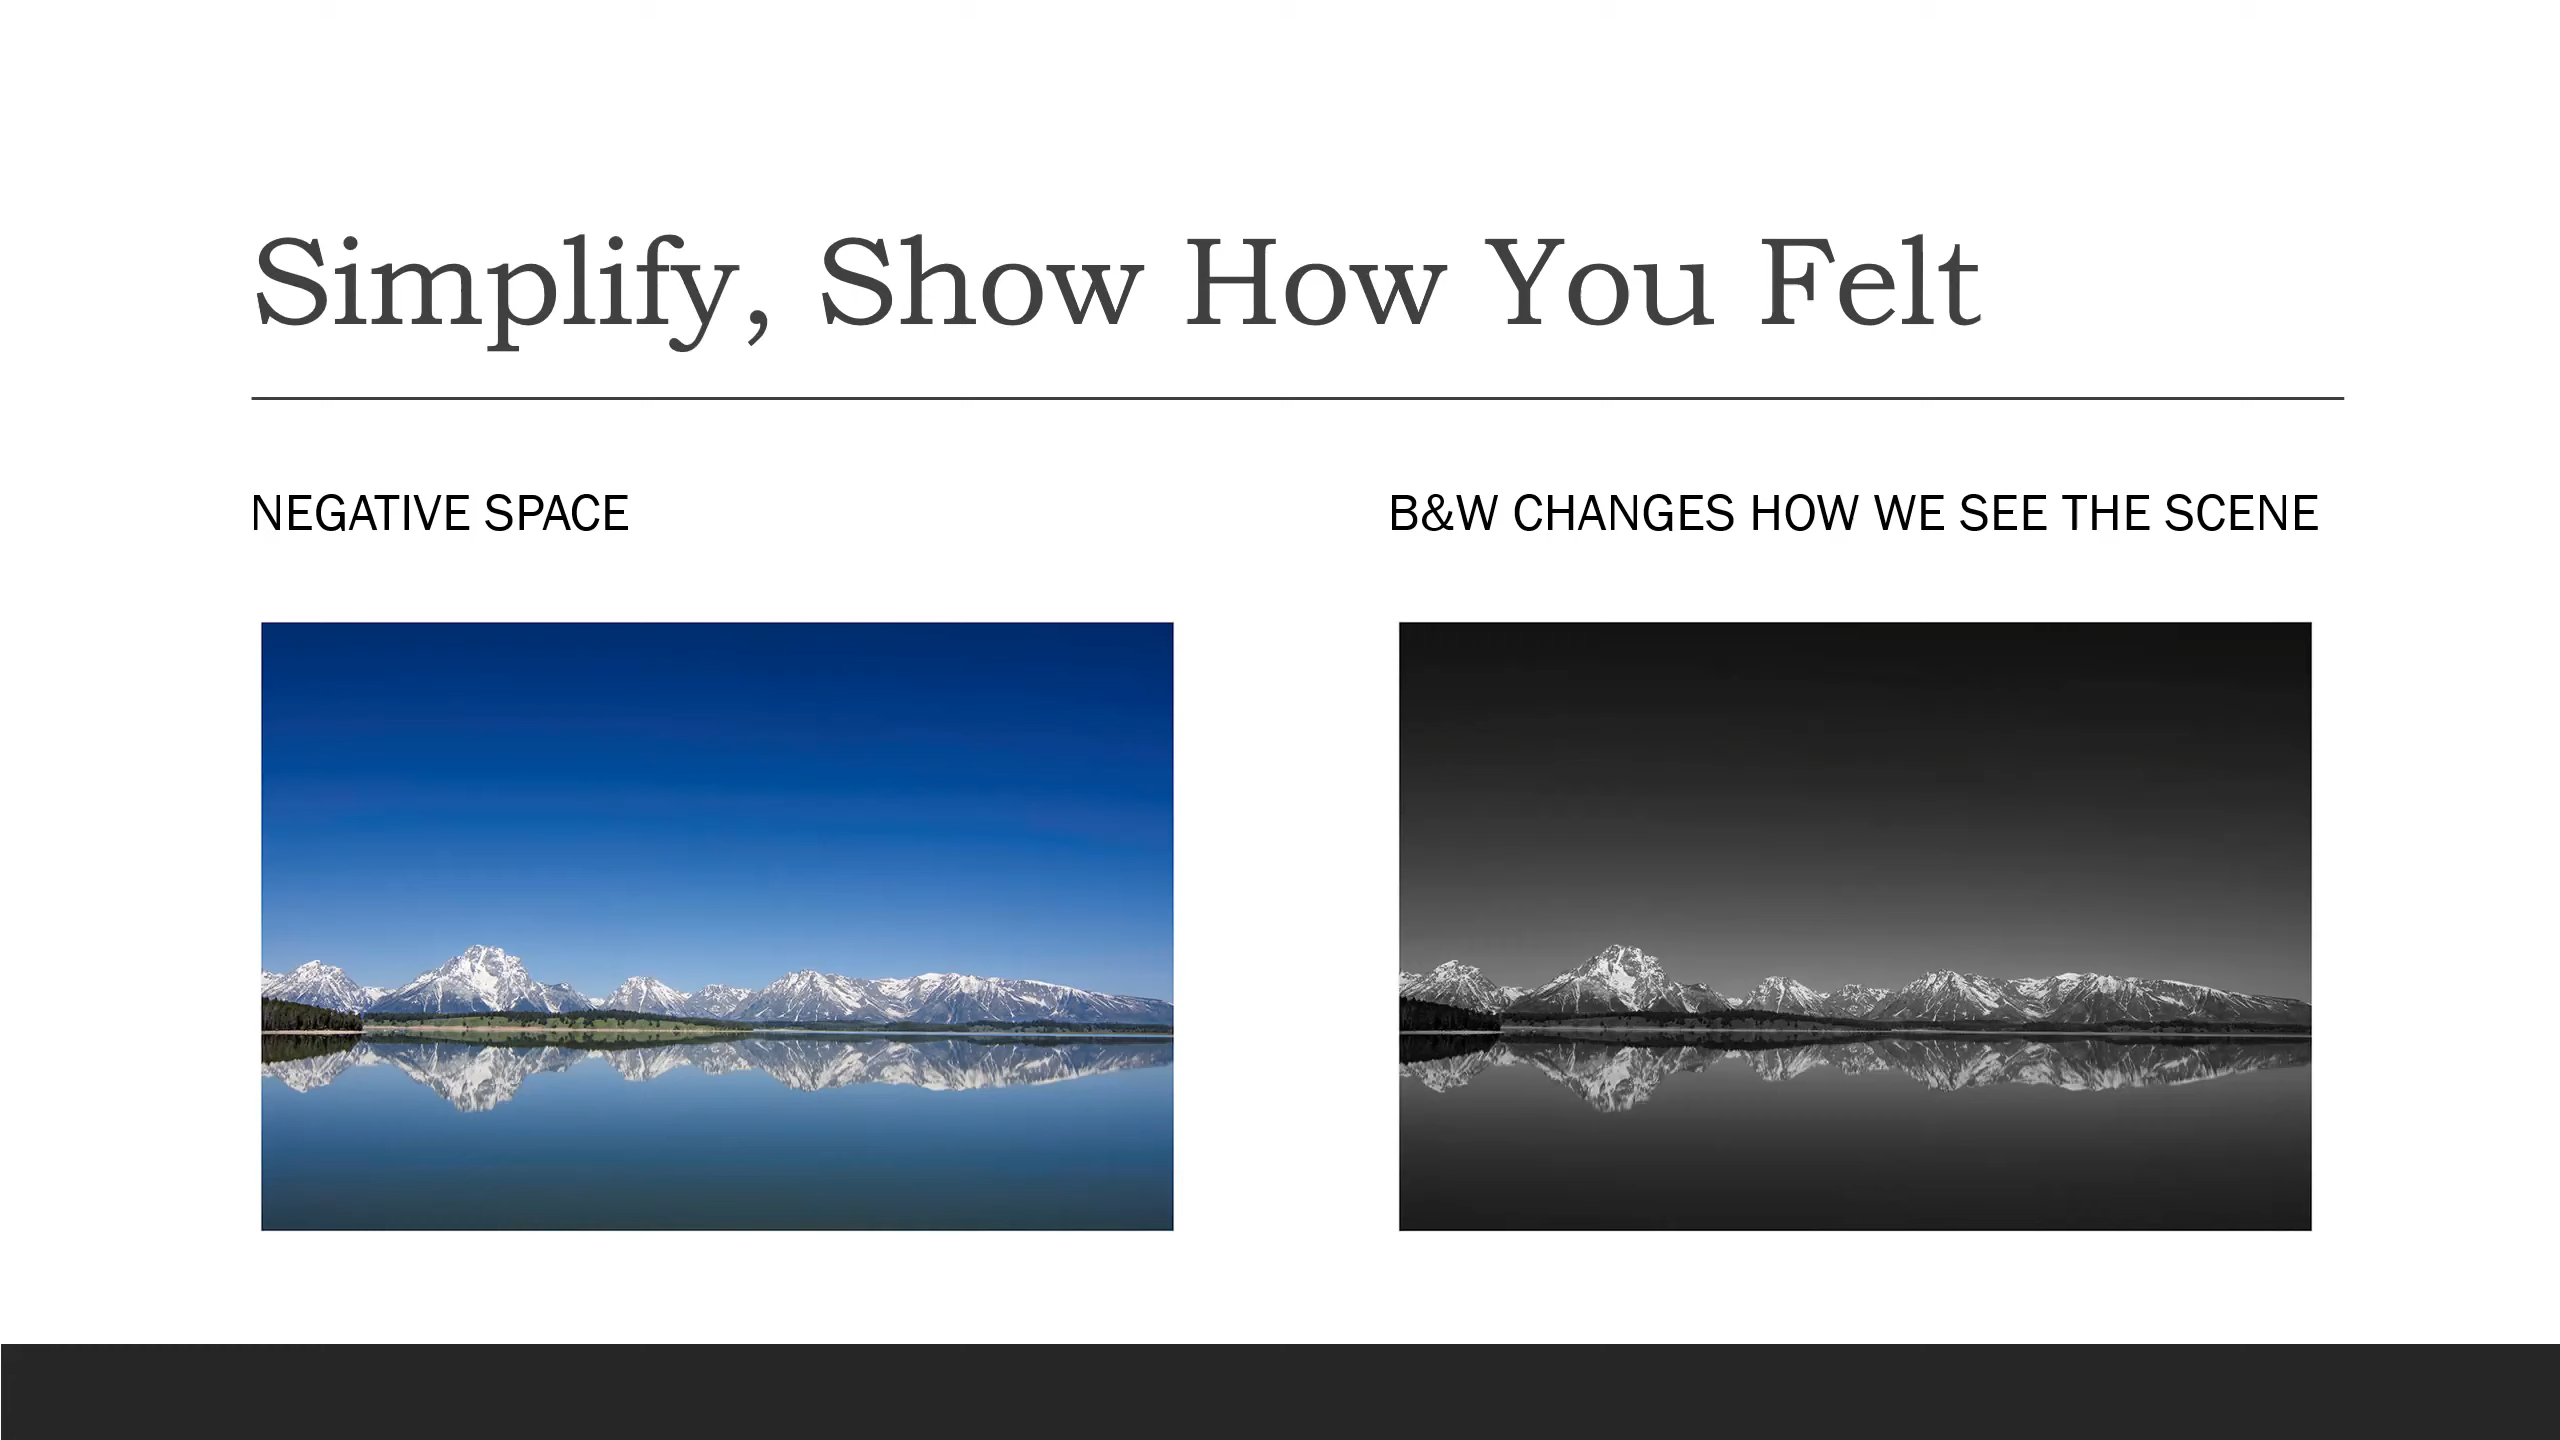 Simplify, Show How You Felt
NEGATIVE SPACE
B&W CHANGES HOW WE SEE THE SCENE